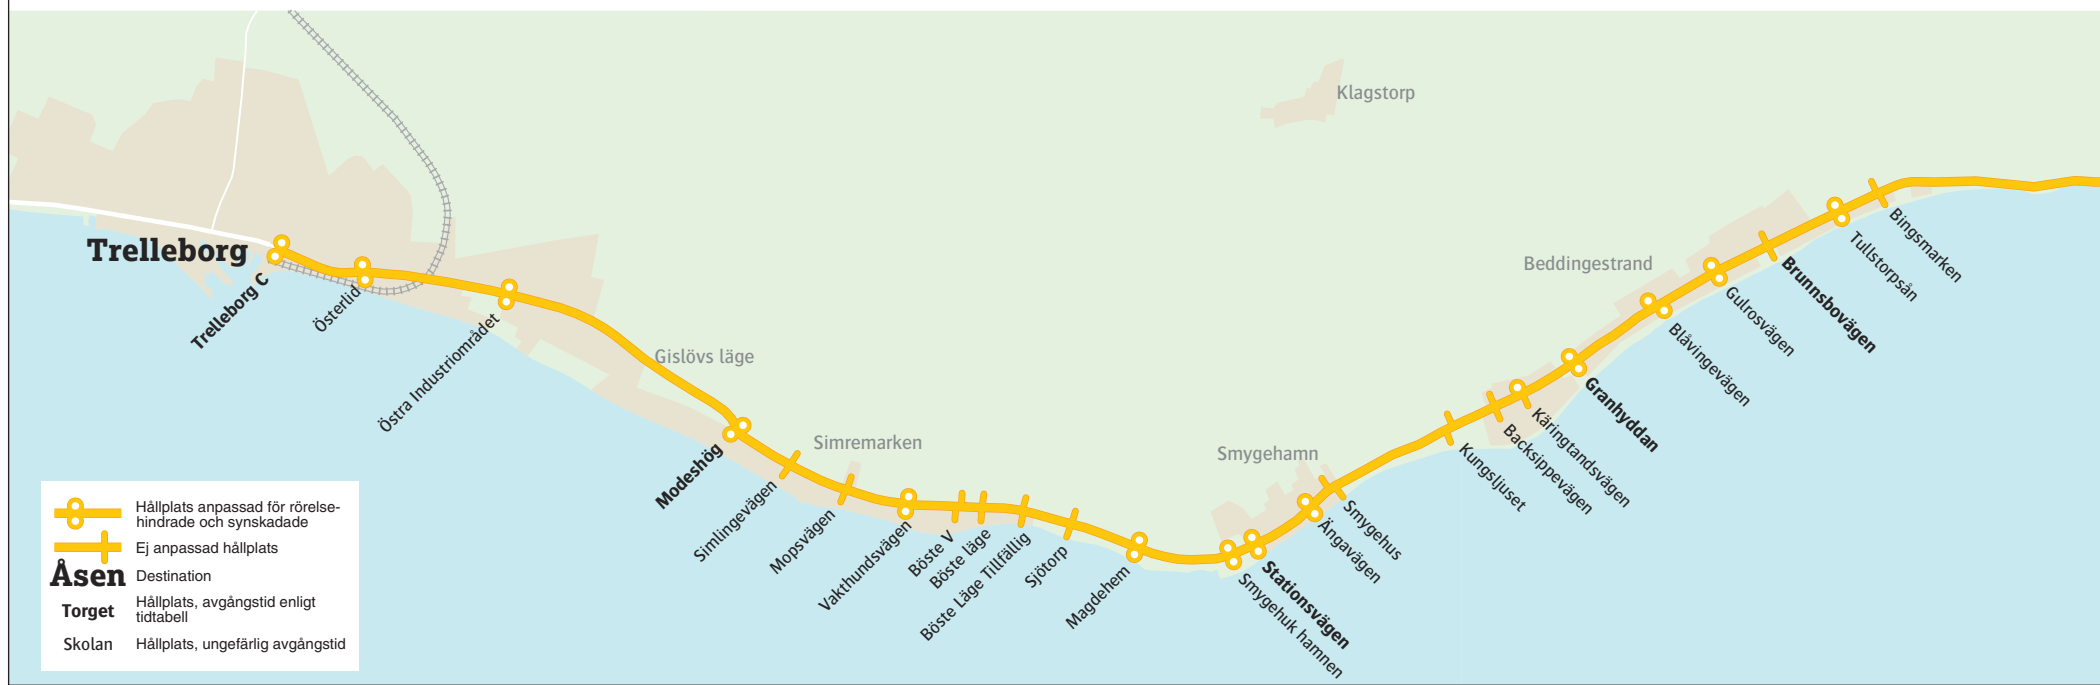 Klagstorp
Trelleborg
Trelleborg C
Österlid
Östra Industriområdet
Gislövs läge
Modeshög
Simremarken
Simlingevägen
Mopsvägen
Vakthundsvägen
Böste V
Böste läge
Böste Läge Tillfällig
Sjötorp
Magdehem
Smygehamn
Smygehuk hamnen
Stationsvägen
Ängavägen
Smygehus
Kungsljuset
Backsippevägen
Käringtandsvägen
Granhyddan
Beddingestrand
Blåvingevägen
Gulrosvägen
Brunnsbovägen
Tullstorpsån
Bingsmarken
Hållplats anpassad för rörelse-
hindrade och synskadade
Ej anpassad hållplats
Åsen Destination
Torget Hållplats, avgångstid enligt
tidtabell
Skolan Hållplats, ungefärlig avgångstid